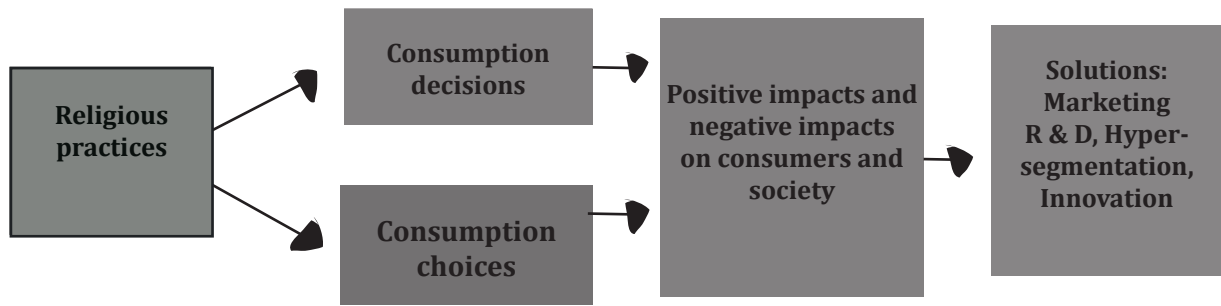 Religious
practices
Consumption
decisions
Consumption
choices
Positive impacts and
negative impacts
on consumers and
society
Solutions:
Marketing
R & D, Hyper-
segmentation,
Innovation